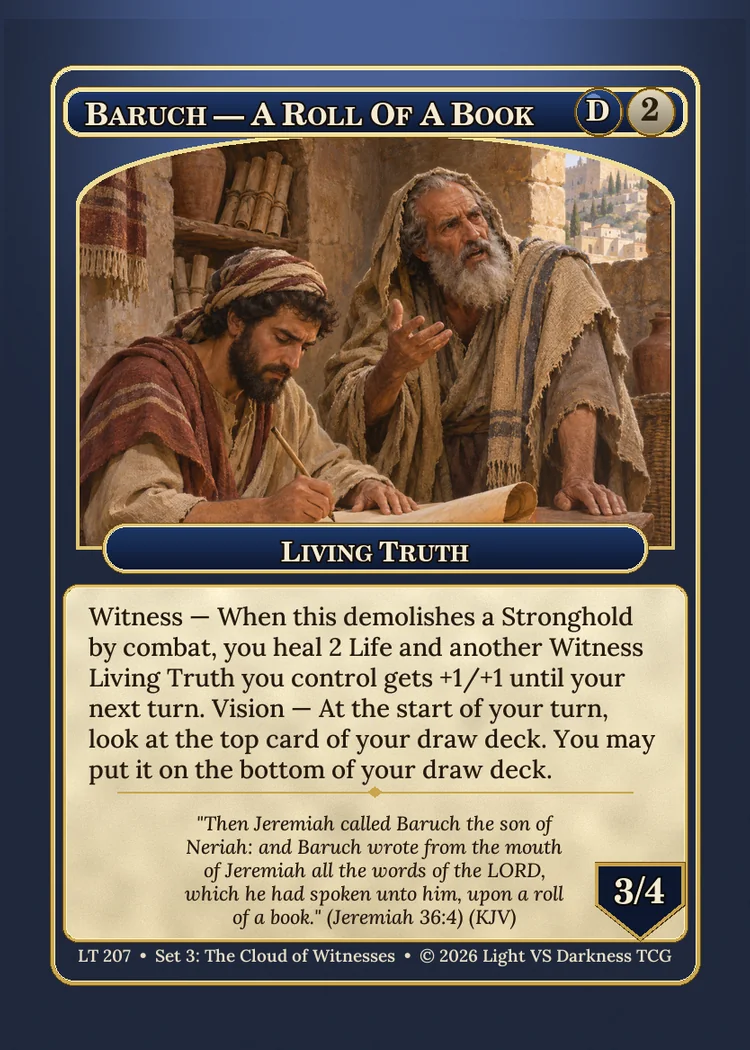 Baruch — A Roll Of A Book D 2
Living Truth
Witness — When this demolishes a Stronghold
by combat, you heal 2 Life and another Witness
Living Truth you control gets +1/+1 until your
next turn. Vision — At the start of your turn,
look at the top card of your draw deck. You may
put it on the bottom of your draw deck.
"Then Jeremiah called Baruch the son of
Neriah: and Baruch wrote from the mouth
of Jeremiah all the words of the LORD,
which he had spoken unto him, upon a roll
of a book." (Jeremiah 36:4) (KJV)
3/4
LT 207 • Set 3: The Cloud of Witnesses • © 2026 Light VS Darkness TCG